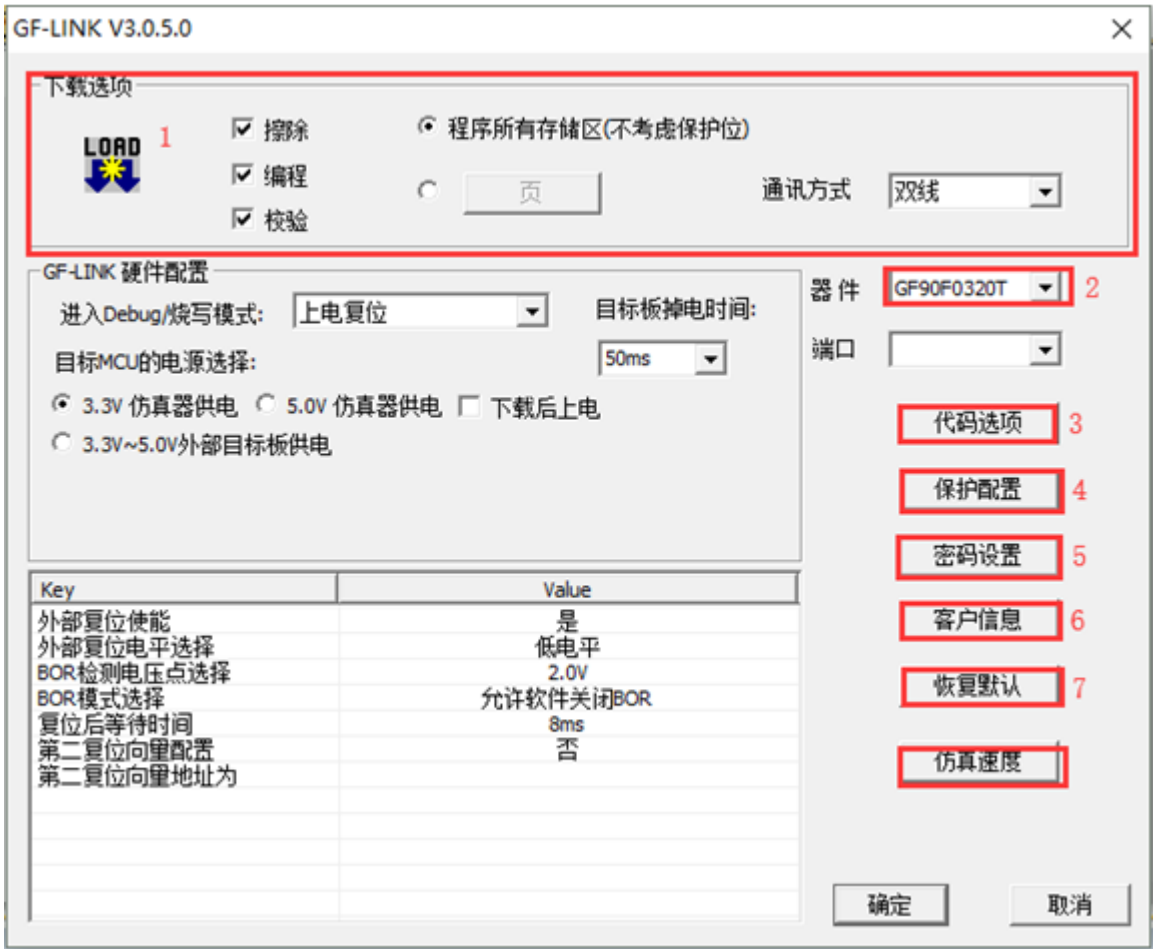 GF-LINK V3.0.5.0
下载选项
LOAD
1
擦除
程序所有存储区(不考虑保护位)
编程
页
通讯方式
双线
校验
GF-LINK 硬件配置
进入Debug/烧写模式:
上电复位
目标板掉电时间:
目标MCU的电源选择:
50ms
3.3V 仿真器供电
5.0V 仿真器供电
下载后上电
3.3V~5.0V外部目标板供电
器件
GF90F0320T
2
端口
代码选项
3
保护配置
4
密码设置
5
客户信息
6
恢复默认
7
仿真速度
Key Value
外部复位使能 是
外部复位电平选择 低电平
BOR检测电压点选择 2.0V
BOR模式选择 允许软件关闭BOR
复位后等待时间 8ms
第二复位向量配置 否
第二复位向量地址为
确定
取消